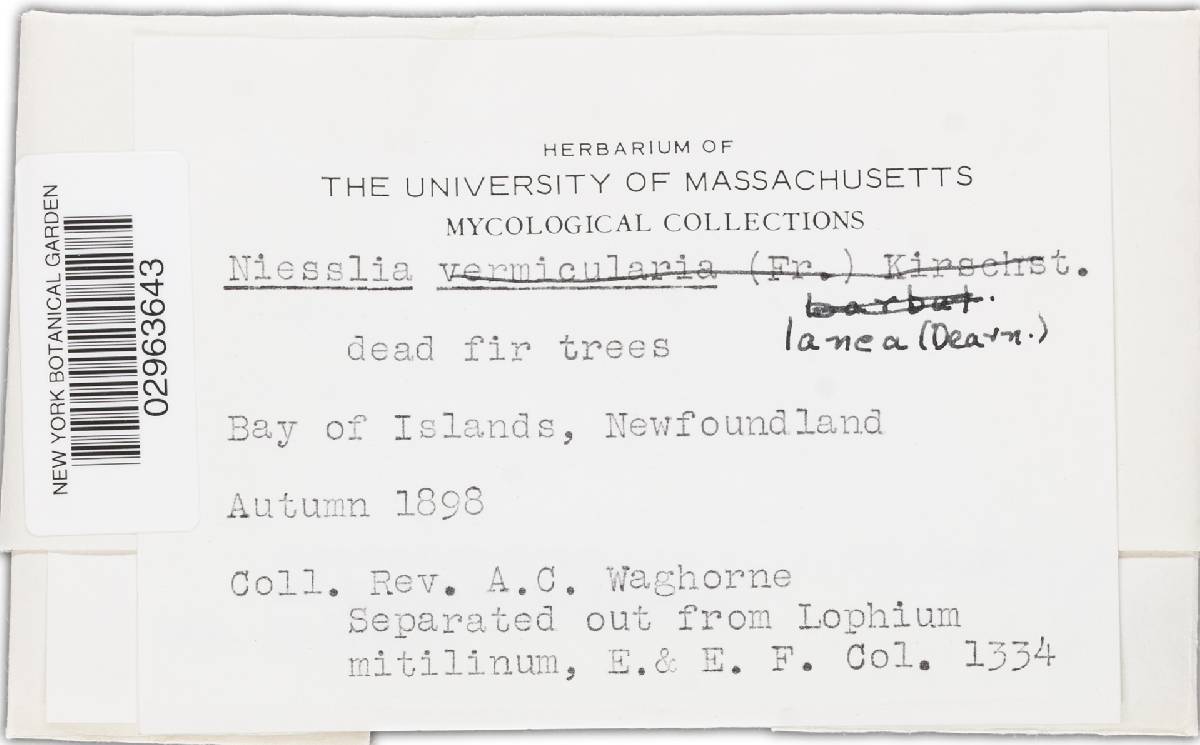 HERBARIUM OF
THE UNIVERSITY OF MASSACHUSETTS
MYCOLOGICAL COLLECTIONS
Niesslia vermicularia (Fr.) Kirschst.
barbat.
lanea (Dearn.)
dead fir trees
Bay of Islands, Newfoundland
Autumn 1898
Coll. Rev. A.C. Waghorne
Separated out from Lophium
mitilinum, E.& E. F. Col. 1334
NEW YORK BOTANICAL GARDEN
02963643